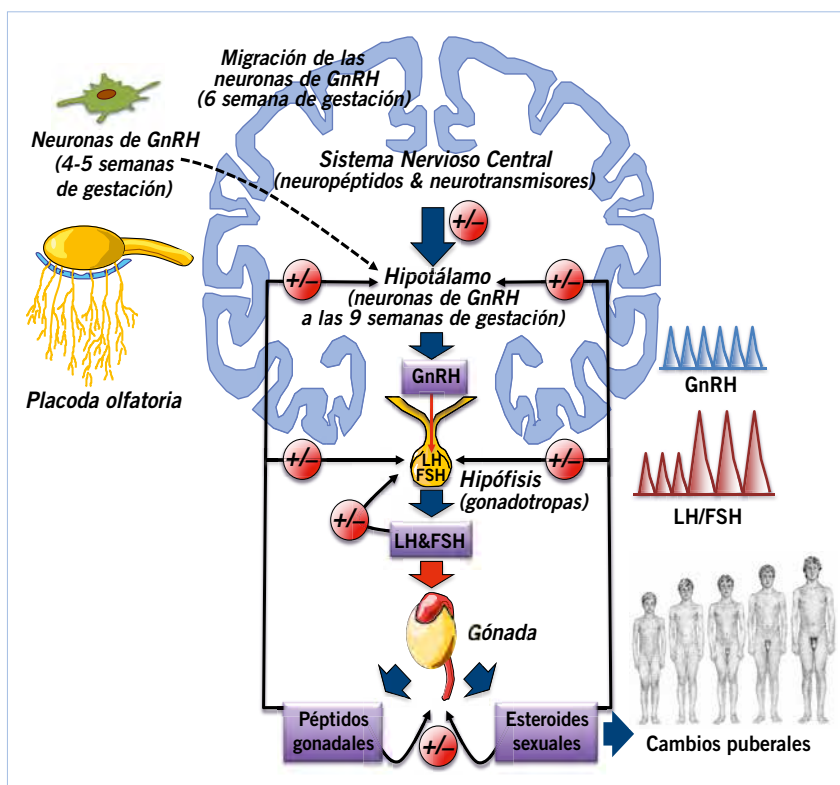 Migración de las
neuronas de GnRH
(6 semana de gestación)
Neuronas de GnRH
(4-5 semanas
de gestación)
Sistema Nervioso Central
(neuropéptidos & neurotransmisores)
+/–
+/–
Hipotálamo
+/–
(neuronas de GnRH
a las 9 semanas de gestación)
GnRH
GnRH
Placoda olfatoria
+/–
LH
FSH
+/–
Hipófisis
(gonadotropas)
LH/FSH
+/–
LH&FSH
Gónada
Péptidos
gonadales
+/–
Esteroides
sexuales
Cambios puberales